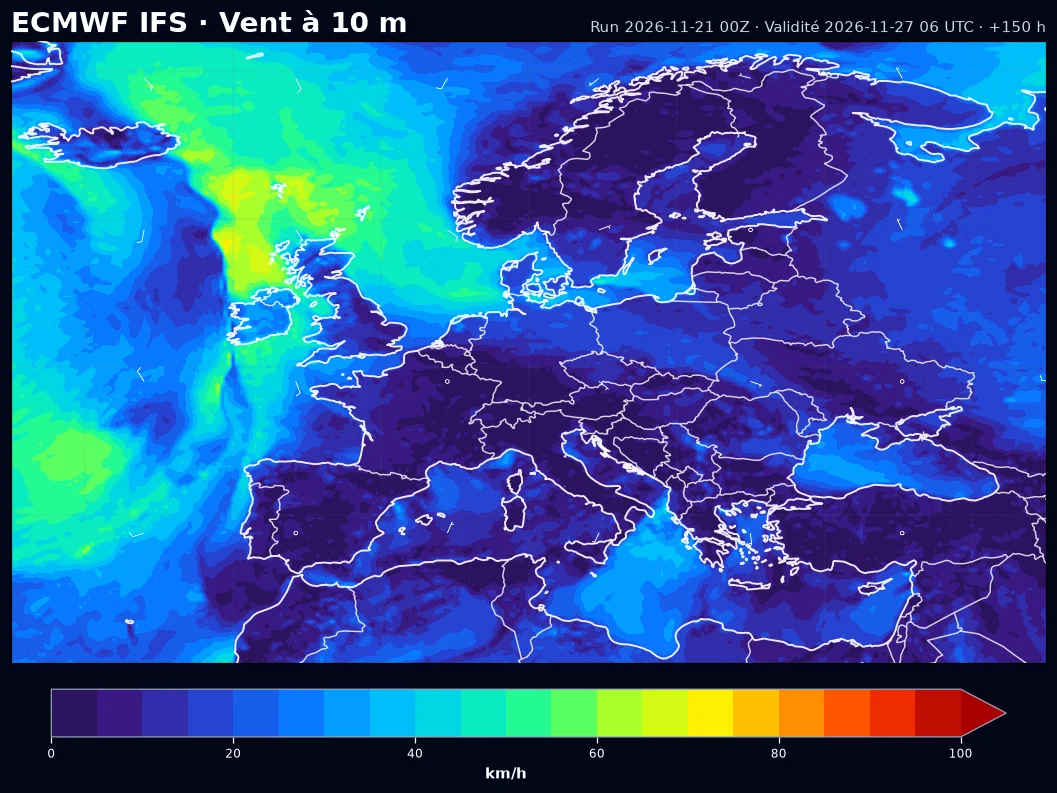 ECMWF IFS · Vent à 10 m
Run 2026-11-21 00Z · Validité 2026-11-27 06 UTC · +150 h
0 20 40 60 80 100
km/h